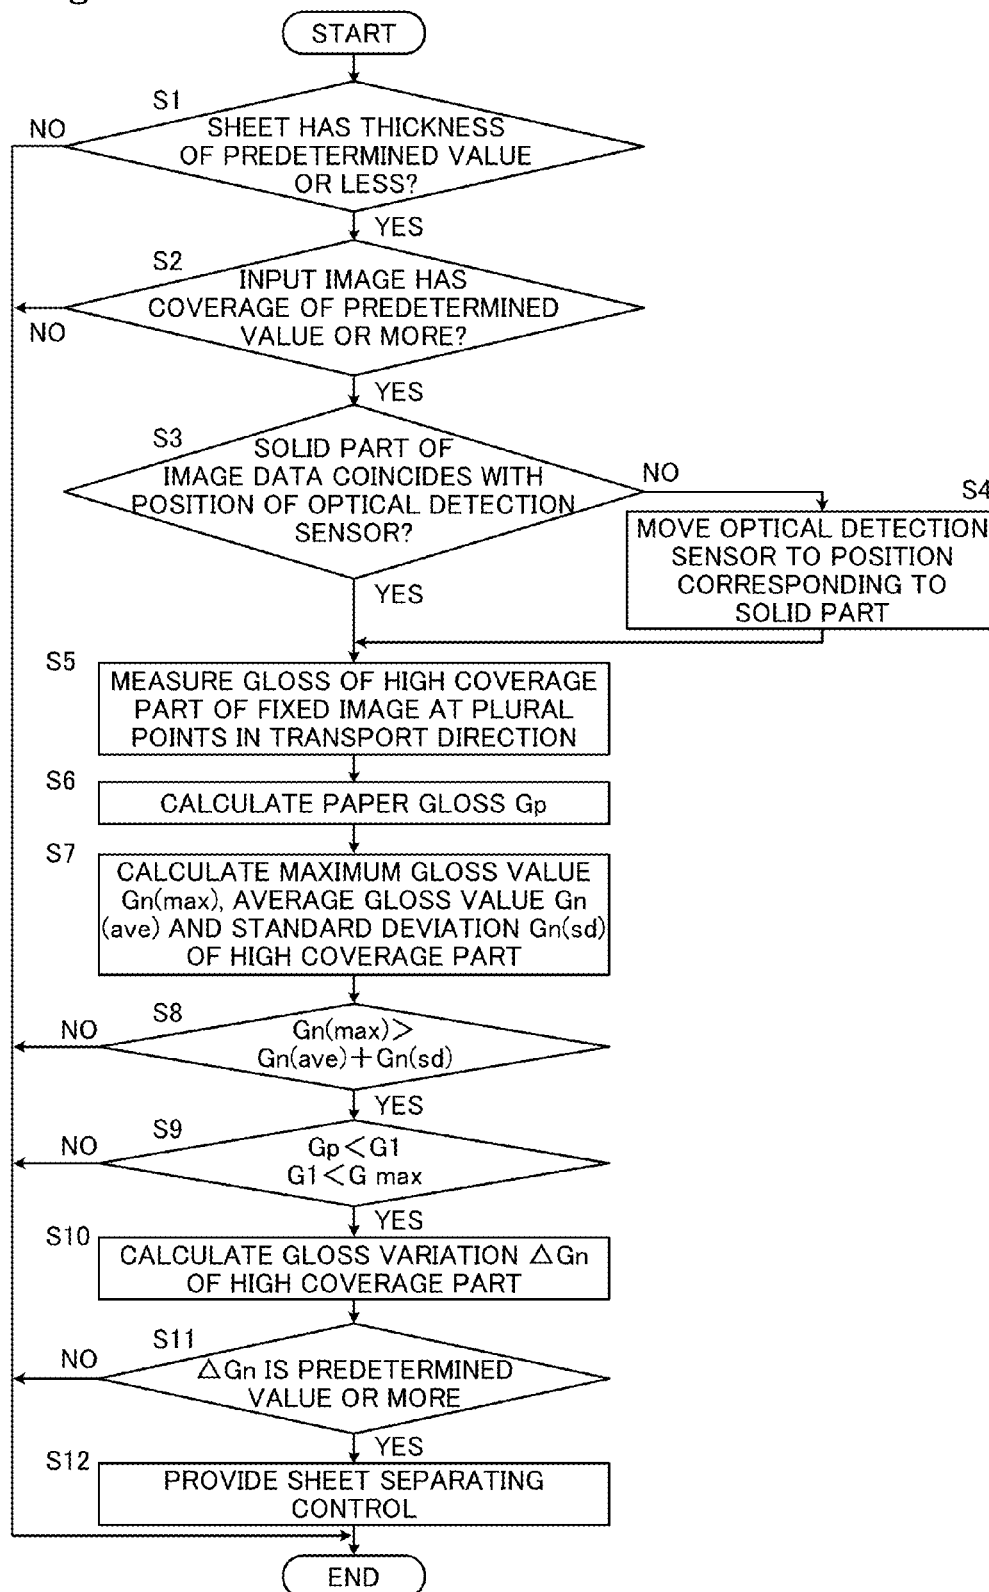 START
S1
NO
SHEET HAS THICKNESS
OF PREDETERMINED VALUE
OR LESS?
YES
S2
INPUT IMAGE HAS
COVERAGE OF PREDETERMINED
VALUE OR MORE?
NO
YES
S3
SOLID PART OF
IMAGE DATA COINCIDES WITH
POSITION OF OPTICAL DETECTION
SENSOR?
NO
S4
MOVE OPTICAL DETECTION
SENSOR TO POSITION
CORRESPONDING TO
SOLID PART
YES
S5
MEASURE GLOSS OF HIGH COVERAGE
PART OF FIXED IMAGE AT PLURAL
POINTS IN TRANSPORT DIRECTION
S6
CALCULATE PAPER GLOSS Gp
S7
CALCULATE MAXIMUM GLOSS VALUE
Gn(max), AVERAGE GLOSS VALUE Gn
(ave) AND STANDARD DEVIATION Gn(sd)
OF HIGH COVERAGE PART
S8
NO
Gn(max)>
Gn(ave)+Gn(sd)
YES
S9
NO
Gp<G1
G1<G max
YES
S10
CALCULATE GLOSS VARIATION △Gn
OF HIGH COVERAGE PART
S11
NO
△Gn IS PREDETERMINED
VALUE OR MORE
YES
S12
PROVIDE SHEET SEPARATING
CONTROL
END